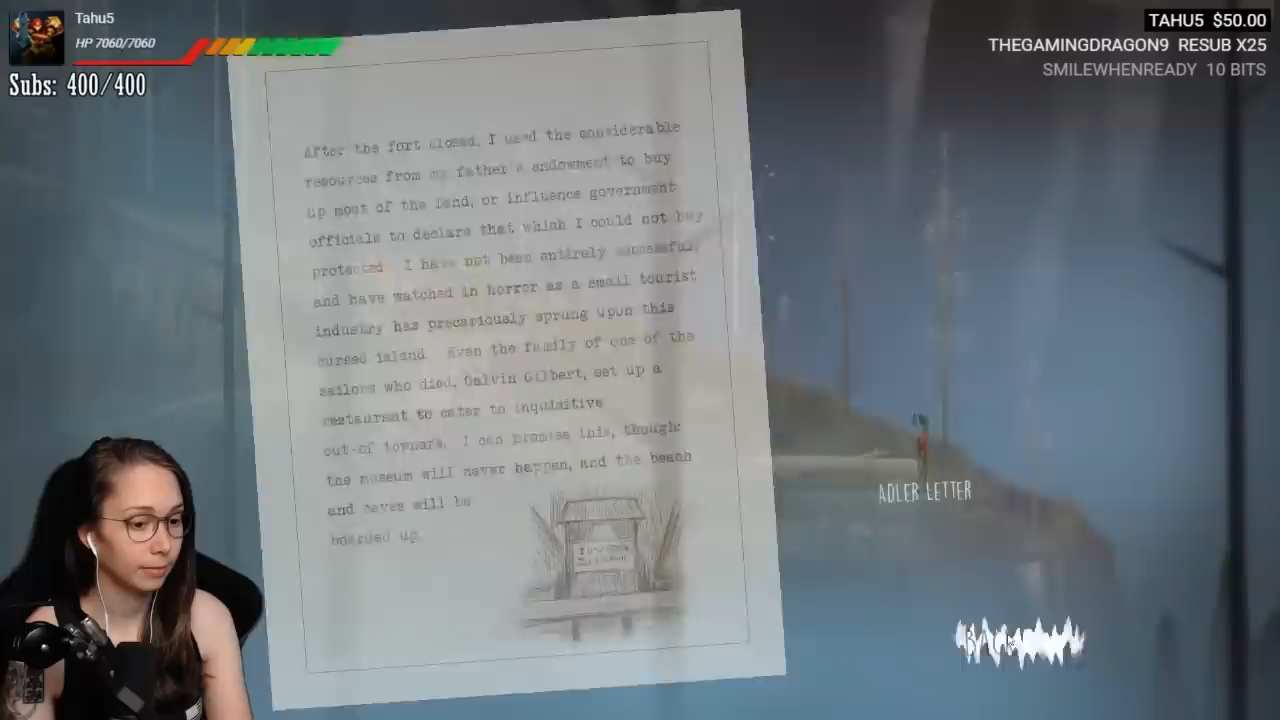 Tahu5
HP 7060/7060
Subs: 400/400
TAHU5 $50.00
THEGAMINGDRAGON9 RESUB X25
SMILEWHENREADY 10 BITS
After the fort closed, I used the considerable
resources from my father's endowment to buy
up most of the land, or influence government
officials to declare that which I could not buy
protected. I have not been entirely successful,
and have watched in horror as a small tourist
industry has precariously sprung upon this
cursed island. Even the family of one of the
sailors who died, Calvin Gilbert, set up a
restaurant to cater to inquisitive
out-of towners. I can promise this, though:
the museum will never happen, and the beach
and caves will be
boarded up.
ADLER LETTER